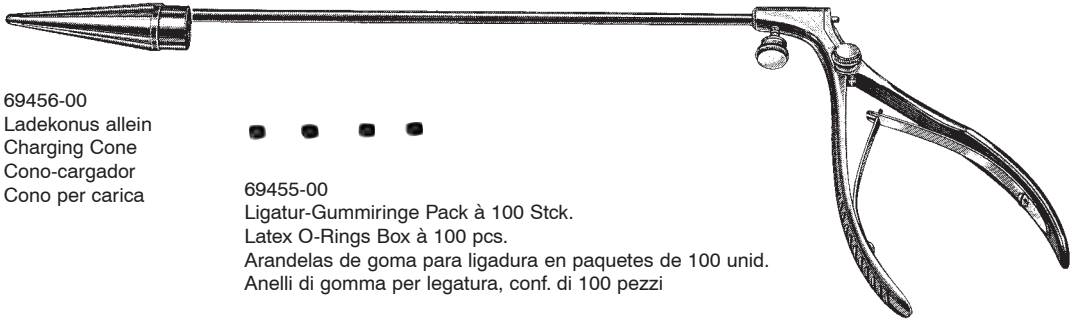 69456-00
Ladekonus allein
Charging Cone
Cono-cargador
Cono per carica
69455-00
Ligatur-Gummiringe Pack à 100 Stck.
Latex O-Rings Box à 100 pcs.
Arandelas de goma para ligadura en paquetes de 100 unid.
Anelli di gomma per legatura, conf. di 100 pezzi